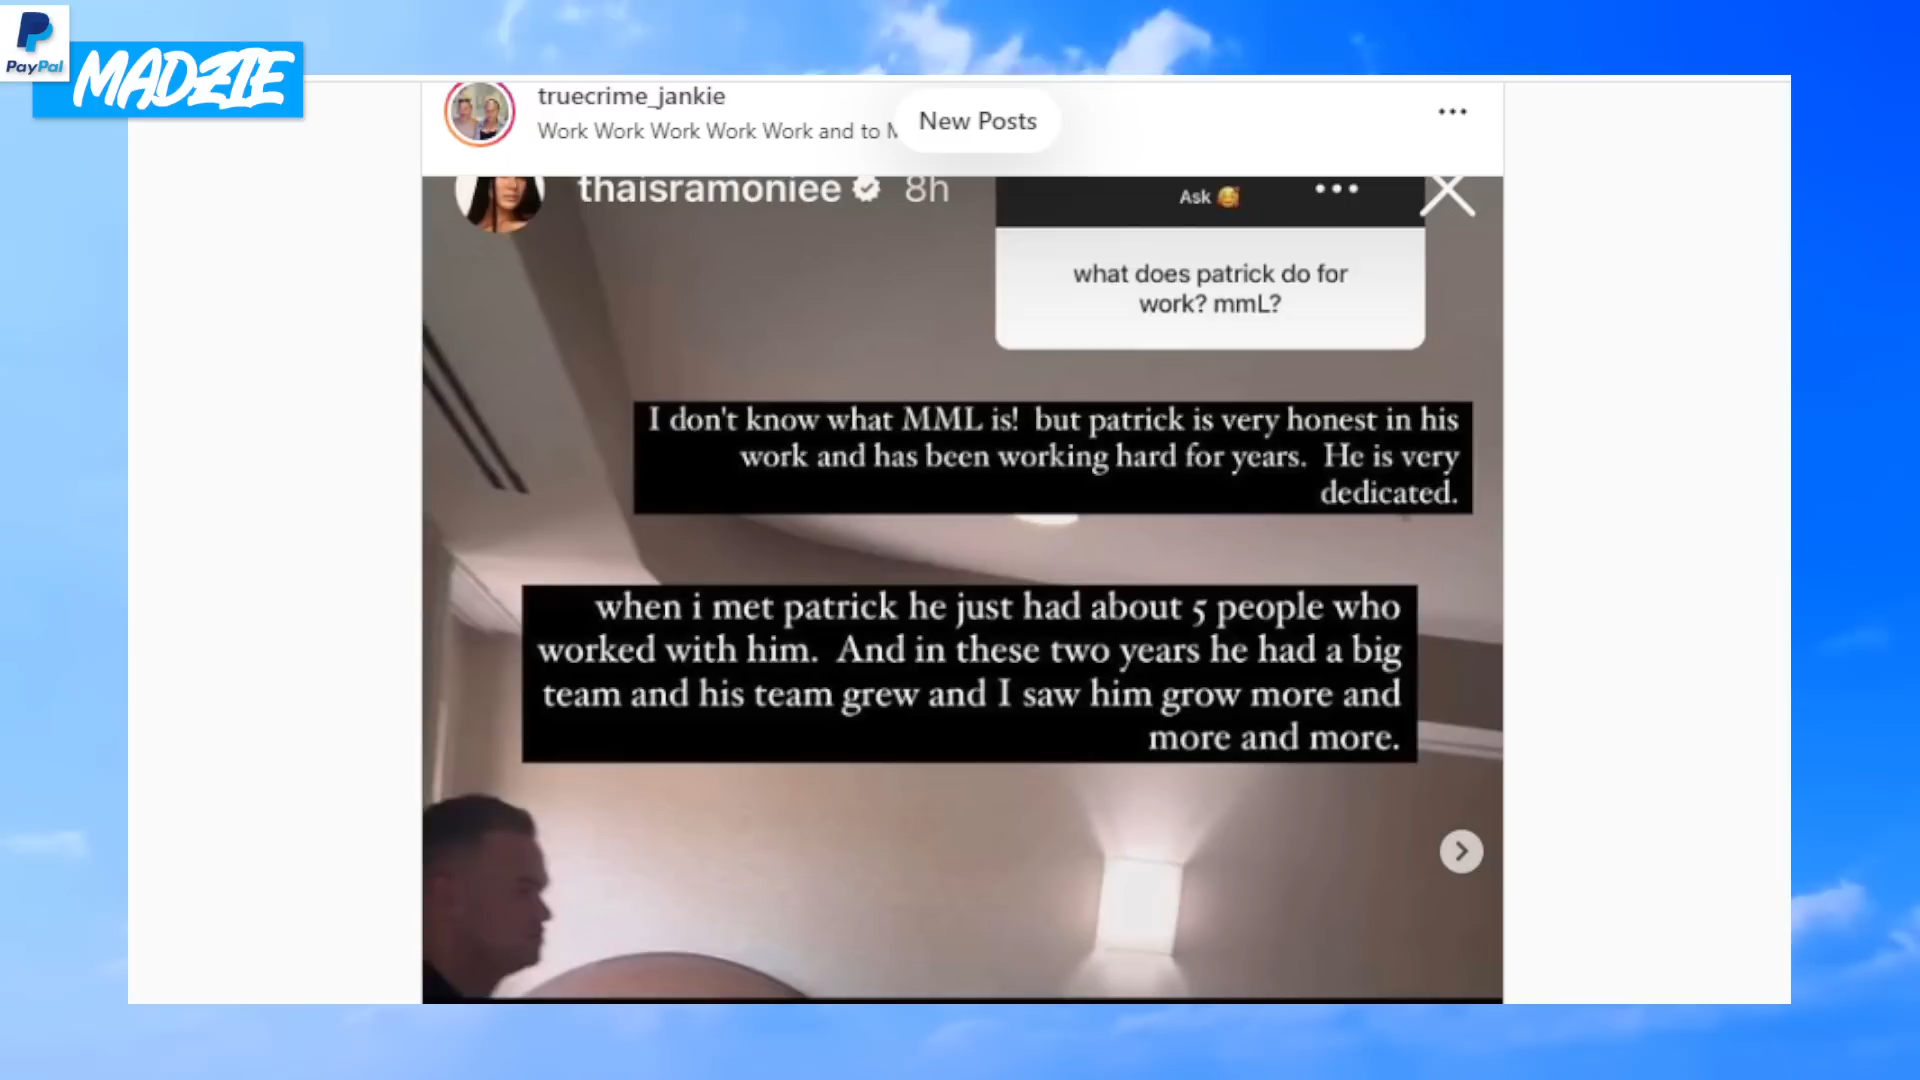 PayPal
MADZIE
truecrime_jankie
Work Work Work Work Work and to M
New Posts
thaisramoniee 8h
Ask 🥰
what does patrick do for
work? mmL?
I don't know what MML is! but patrick is very honest in his
work and has been working hard for years. He is very
dedicated.
when i met patrick he just had about 5 people who
worked with him. And in these two years he had a big
team and his team grew and I saw him grow more and
more and more.